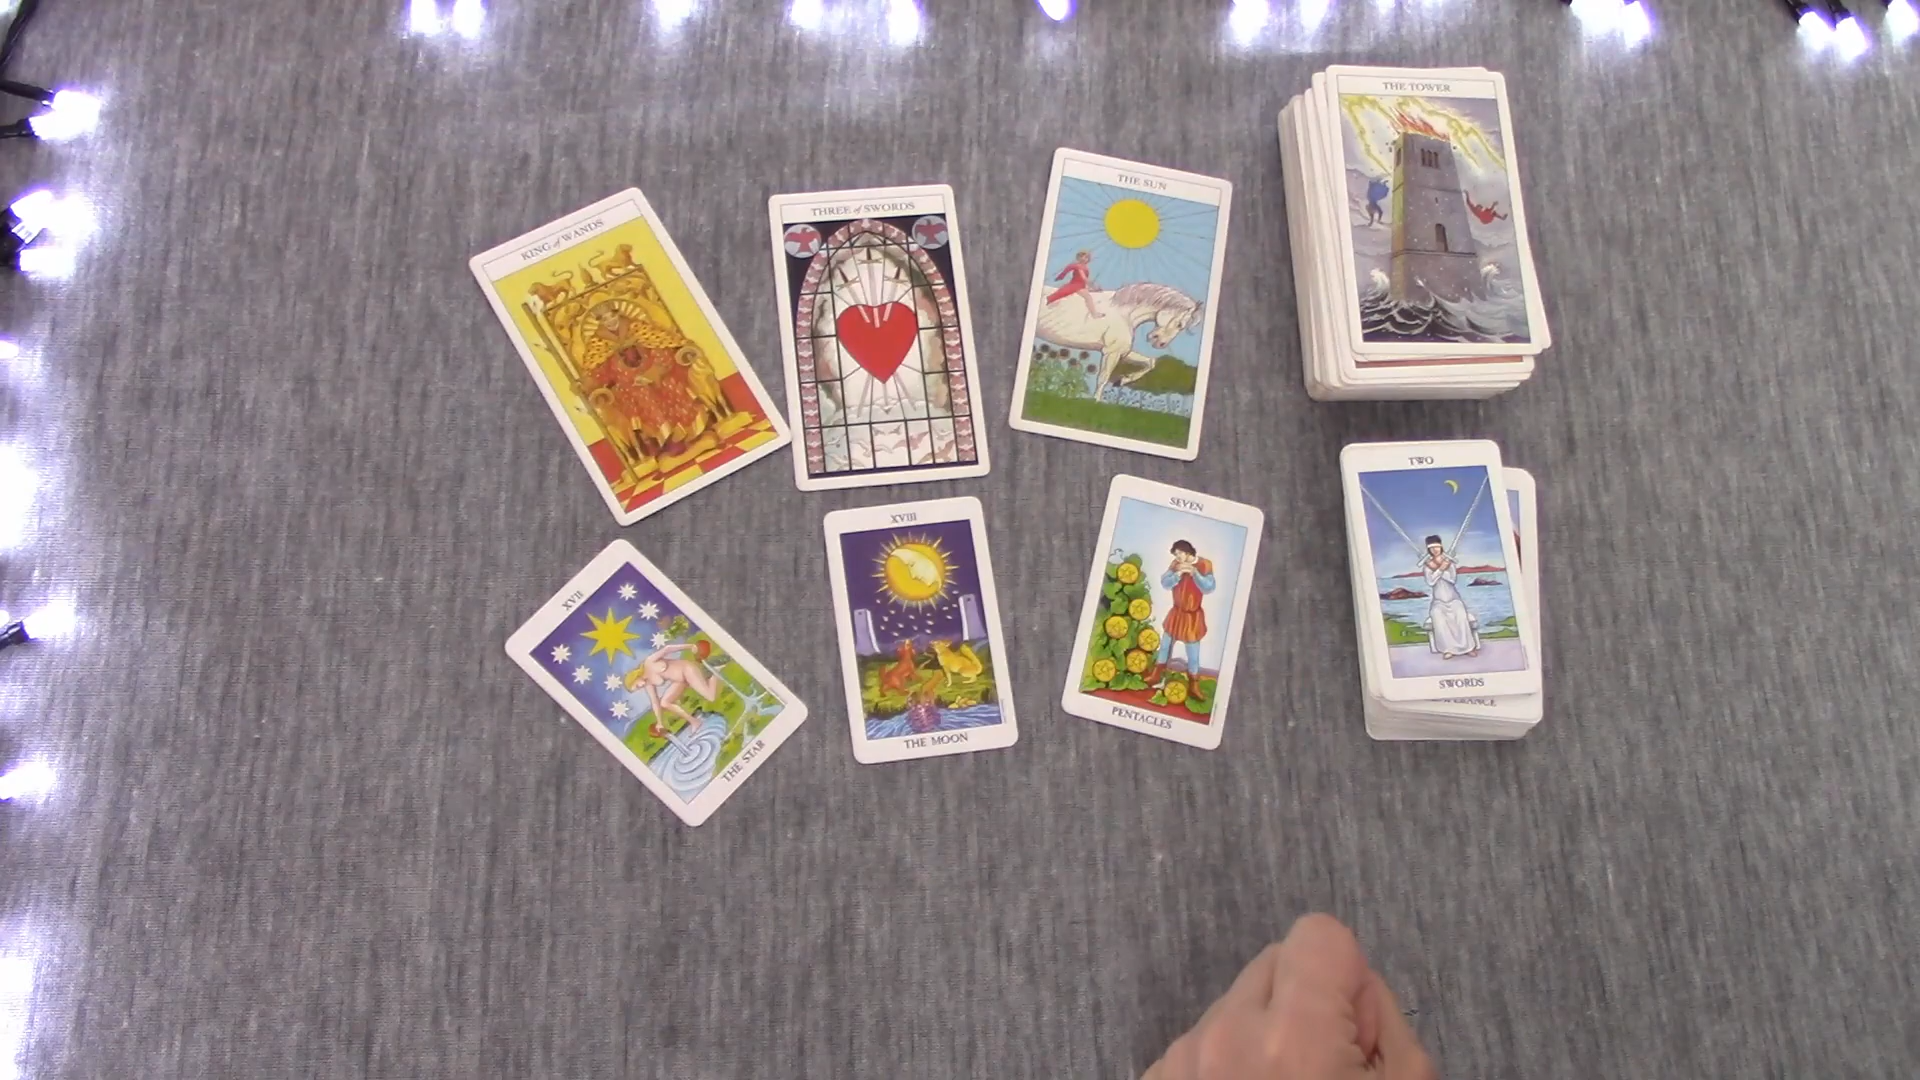 KING of WANDS
THREE of SWORDS
THE SUN
THE TOWER
XVII
THE STAR
XVIII
THE MOON
SEVEN
PENTACLES
TWO
SWORDS